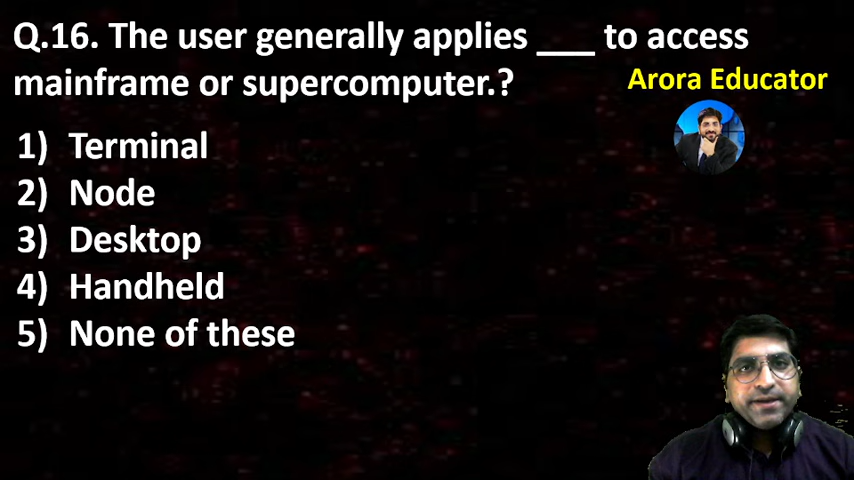 Q.16. The user generally applies ___ to access
mainframe or supercomputer.?
Arora Educator
1) Terminal
2) Node
3) Desktop
4) Handheld
5) None of these